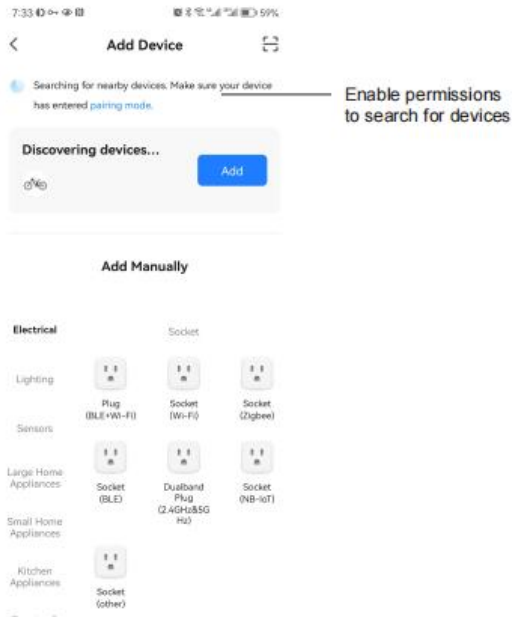 7:33
59%
Add Device
Searching for nearby devices. Make sure your device
has entered pairing mode.
Enable permissions
to search for devices
Discovering devices...
Add
Add Manually
Electrical
Socket
Lighting
Plug
(BLE+Wi-Fi)
Socket
(Wi-Fi)
Socket
(Zigbee)
Sensors
Large Home
Appliances
Socket
(BLE)
Dualband
Plug
(2.4GHz&5G
Hz)
Socket
(NB-IoT)
Small Home
Appliances
Kitchen
Appliances
Socket
(other)